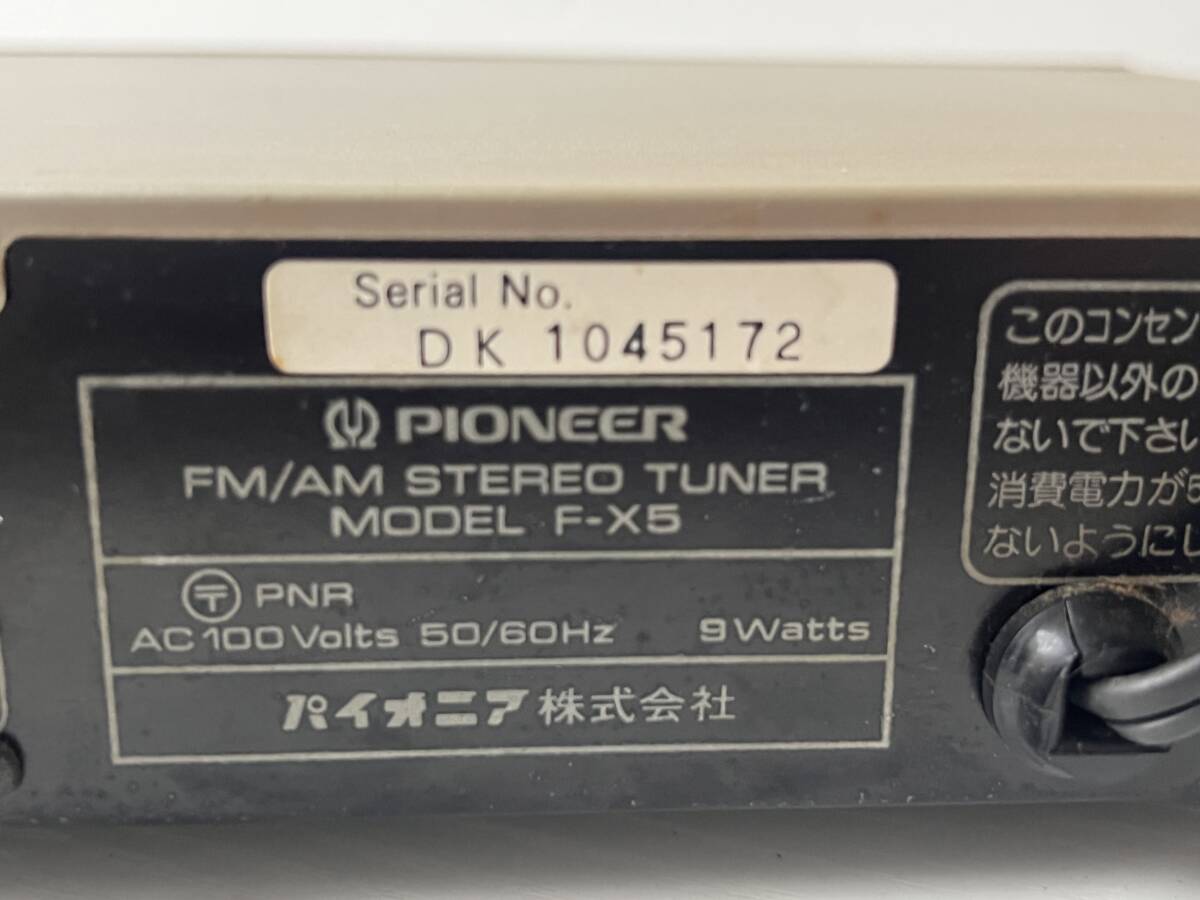 Serial No.
DK 1045172
PIONEER
FM/AM STEREO TUNER
MODEL F-X5
〒 PNR
AC 100 Volts 50/60Hz 9 Watts
パイオニア株式会社
このコンセン
機器以外の
ないで下さい
消費電力が5
ないようにし